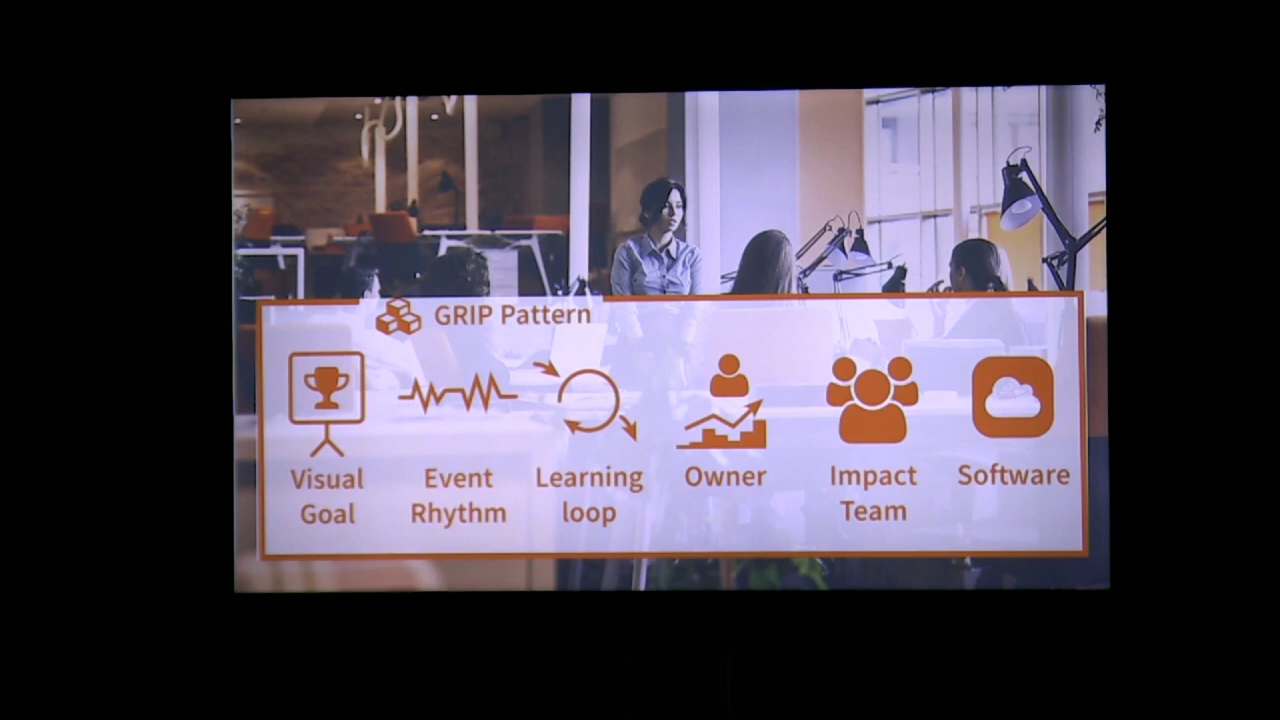 GRIP Pattern
Visual
Goal
Event
Rhythm
Learning
loop
Owner
Impact
Team
Software